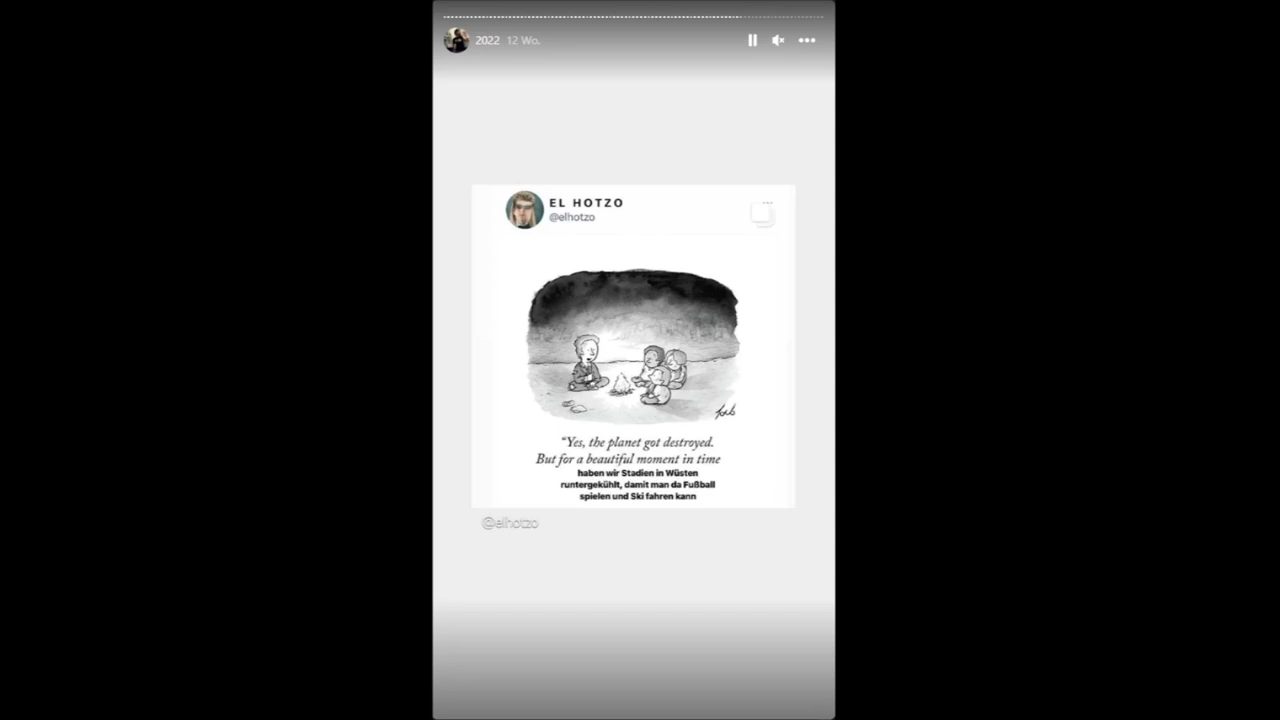 2022 12 Wo.
EL HOTZO
@elhotzo
“Yes, the planet got destroyed.
But for a beautiful moment in time
haben wir Stadien in Wüsten
runtergekühlt, damit man da Fußball
spielen und Ski fahren kann
@elhotzo